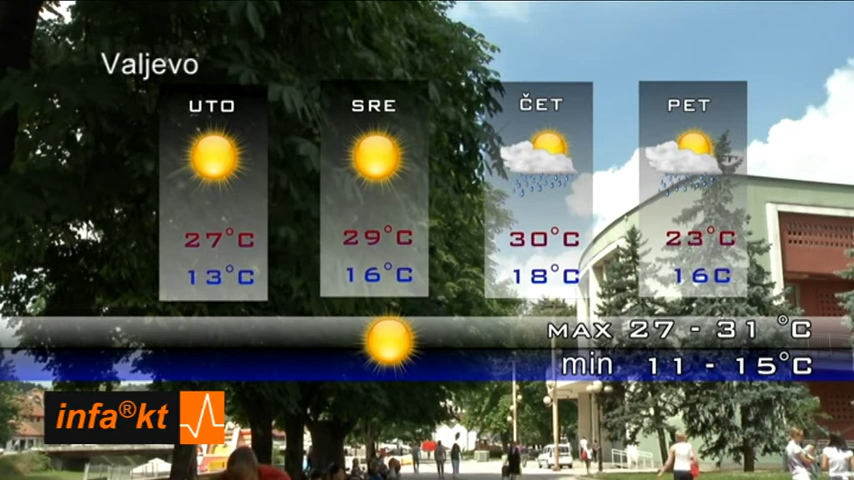 Valjevo
UTO SRE ČET PET
27°C 29°C 30°C 23°C
13°C 16°C 18°C 16C
MAX 27 - 31 °C
min 11 - 15°C
infa®kt